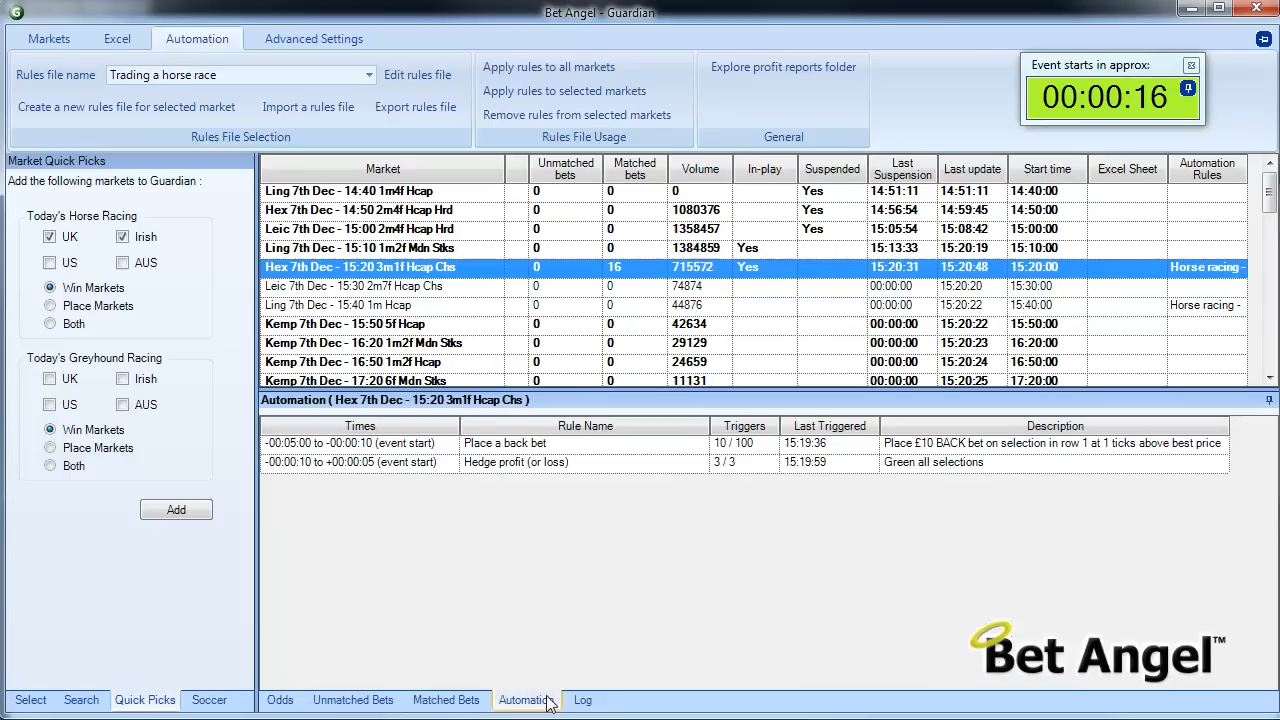 Bet Angel - Guardian
Markets Excel Automation Advanced Settings
Rules file name Trading a horse race Edit rules file
Create a new rules file for selected market Import a rules file Export rules file
Rules File Selection
Apply rules to all markets
Apply rules to selected markets
Remove rules from selected markets
Rules File Usage
Explore profit reports folder
General
Event starts in approx:
00:00:16
Market Quick Picks
Add the following markets to Guardian :
Today's Horse Racing
UK Irish
US AUS
Win Markets
Place Markets
Both
Today's Greyhound Racing
UK Irish
US AUS
Win Markets
Place Markets
Both
Add
Select Search Quick Picks Soccer
Market Unmatched bets Matched bets Volume In-play Suspended Last Suspension Last update Start time Excel Sheet Automation Rules
Ling 7th Dec - 14:40 1m4f Hcap 0 0 0 Yes 14:51:11 14:51:11 14:40:00
Hex 7th Dec - 14:50 2m4f Hcap Hrd 0 0 1080376 Yes 14:56:54 14:59:45 14:50:00
Leic 7th Dec - 15:00 2m4f Hcap Hrd 0 0 1358457 Yes 15:05:54 15:08:42 15:00:00
Ling 7th Dec - 15:10 1m2f Mdn Stks 0 0 1384859 Yes 15:13:33 15:20:19 15:10:00
Hex 7th Dec - 15:20 3m1f Hcap Chs 0 16 715572 Yes 15:20:31 15:20:48 15:20:00 Horse racing -
Leic 7th Dec - 15:30 2m7f Hcap Chs 0 0 74874 00:00:00 15:20:20 15:30:00
Ling 7th Dec - 15:40 1m Hcap 0 0 44876 00:00:00 15:20:22 15:40:00 Horse racing -
Kemp 7th Dec - 15:50 5f Hcap 0 0 42634 00:00:00 15:20:22 15:50:00
Kemp 7th Dec - 16:20 1m2f Mdn Stks 0 0 29129 00:00:00 15:20:23 16:20:00
Kemp 7th Dec - 16:50 1m2f Hcap 0 0 24659 00:00:00 15:20:24 16:50:00
Kemp 7th Dec - 17:20 6f Mdn Stks 0 0 11131 00:00:00 15:20:25 17:20:00
Automation ( Hex 7th Dec - 15:20 3m1f Hcap Chs )
Times Rule Name Triggers Last Triggered Description
-00:05:00 to -00:00:10 (event start) Place a back bet 10 / 100 15:19:36 Place £10 BACK bet on selection in row 1 at 1 ticks above best price
-00:00:10 to +00:00:05 (event start) Hedge profit (or loss) 3 / 3 15:19:59 Green all selections
Bet Angel™
Odds Unmatched Bets Matched Bets Automation Log